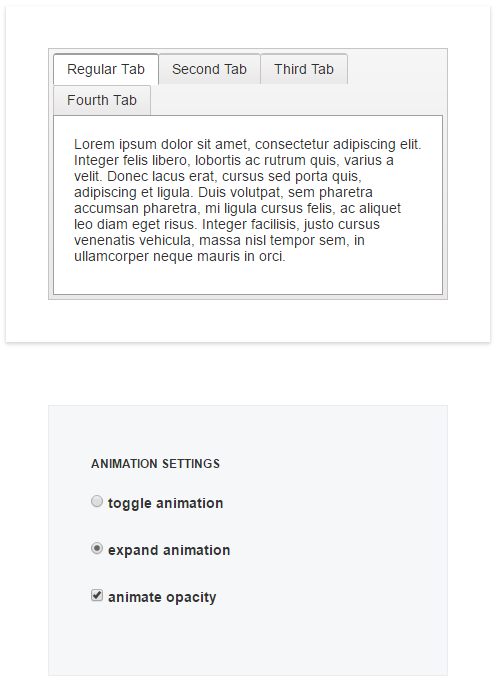 Regular Tab Second Tab Third Tab
Fourth Tab
Lorem ipsum dolor sit amet, consectetur adipiscing elit.
Integer felis libero, lobortis ac rutrum quis, varius a
velit. Donec lacus erat, cursus sed porta quis,
adipiscing et ligula. Duis volutpat, sem pharetra
accumsan pharetra, mi ligula cursus felis, ac aliquet
leo diam eget risus. Integer facilisis, justo cursus
venenatis vehicula, massa nisl tempor sem, in
ullamcorper neque mauris in orci.
ANIMATION SETTINGS
toggle animation
expand animation
animate opacity